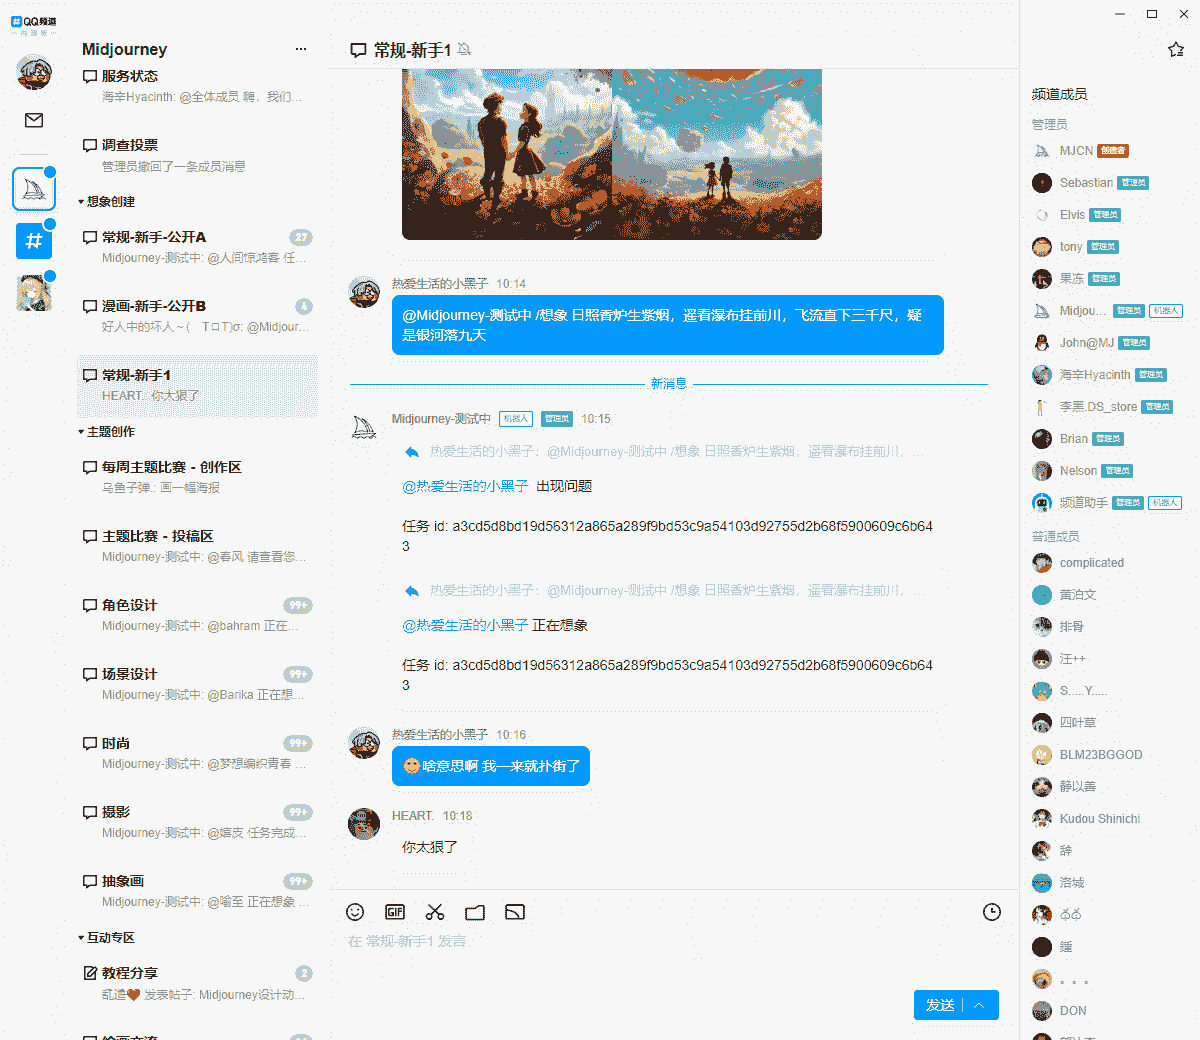 QQ频道
内测版
Midjourney
服务状态
海辛Hyacinth: @全体成员 嗨，我们...
调查投票
管理员撤回了一条成员消息
想象创建
常规-新手-公开A
27
Midjourney-测试中: @人间惊鸿客 任...
漫画-新手-公开B
4
好人中的坏人～( TロT)σ: @Midjour...
常规-新手1
HEART.: 你太狠了
主题创作
每周主题比赛 - 创作区
乌鱼子弹.: 画一幅海报
主题比赛 - 投稿区
Midjourney-测试中: @春风 请查看您...
角色设计
99+
Midjourney-测试中: @bahram 正在...
场景设计
99+
Midjourney-测试中: @Barika 正在想...
时尚
99+
Midjourney-测试中: @梦想编织青春 ...
摄影
99+
Midjourney-测试中: @嬉皮 任务完成...
抽象画
99+
Midjourney-测试中: @喻至 正在想象 ...
互动专区
教程分享
2
乱道🧡 发表帖子: Midjourney设计动...
常规-新手1
热爱生活的小黑子 10:14
@Midjourney-测试中 /想象 日照香炉生紫烟，遥看瀑布挂前川，飞流直下三千尺，疑
是银河落九天
新消息
Midjourney-测试中 机器人 管理员 10:15
热爱生活的小黑子：@Midjourney-测试中 /想象 日照香炉生紫烟，遥看瀑布挂前川，...
@热爱生活的小黑子 出现问题
任务 id: a3cd5d8bd19d56312a865a289f9bd53c9a54103d92755d2b68f5900609c6b64
3
热爱生活的小黑子：@Midjourney-测试中 /想象 日照香炉生紫烟，遥看瀑布挂前川，...
@热爱生活的小黑子 正在想象
任务 id: a3cd5d8bd19d56312a865a289f9bd53c9a54103d92755d2b68f5900609c6b64
3
热爱生活的小黑子 10:16
啥意思啊 我一来就扑街了
HEART. 10:18
你太狠了
GIF
在 常规-新手1 发言
发送
频道成员
管理员
MJCN 创建者
Sebastian 管理员
Elvis 管理员
tony 管理员
果冻 管理员
Midjou... 管理员 机器人
John@MJ 管理员
海辛Hyacinth 管理员
李黑.DS_store 管理员
Brian 管理员
Nelson 管理员
频道助手 管理员 机器人
普通成员
complicated
黄泊文
排骨
汪++
S.....Y.....
四叶草
BLM23BGGOD
静以善
Kudou Shinichi
辞
洛城
锺
。。。
DON